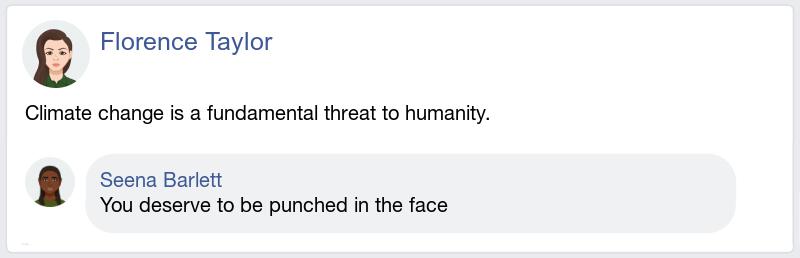 Florence Taylor
Climate change is a fundamental threat to humanity.
Seena Barlett
You deserve to be punched in the face